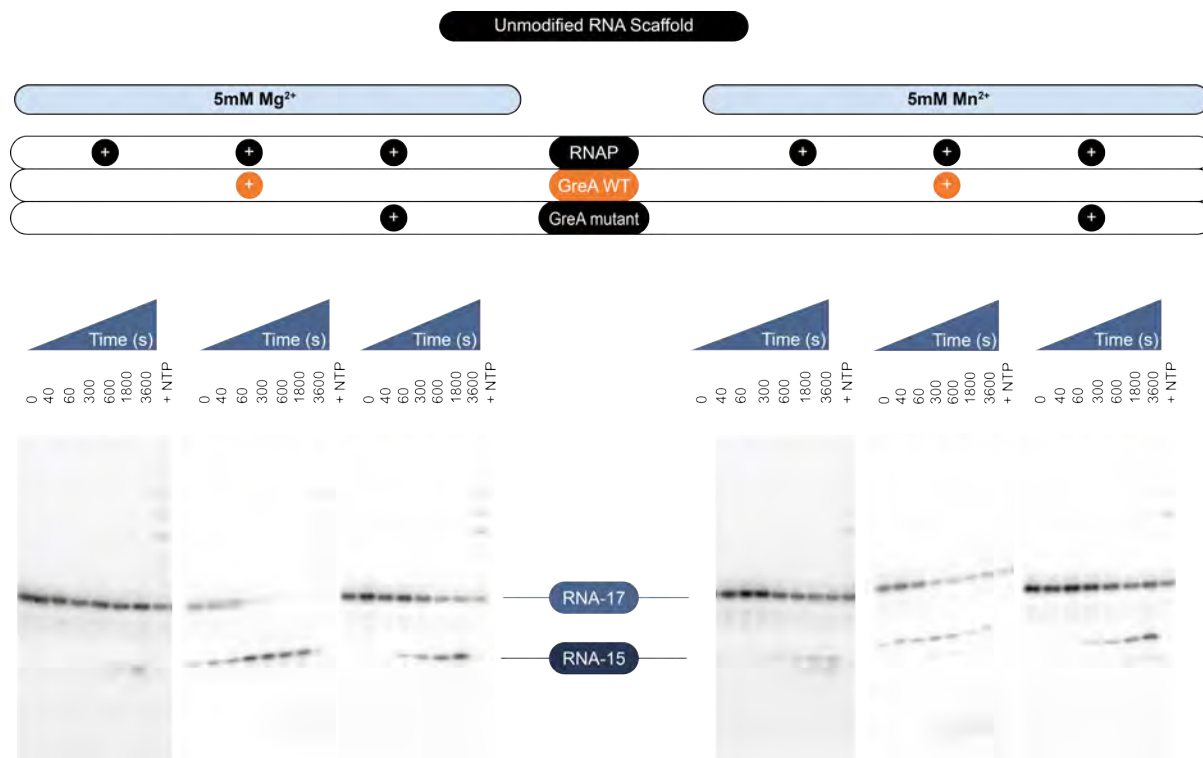 Unmodified RNA Scaffold
5mM Mg²⁺
5mM Mn²⁺
+ + + RNAP + + +
+ GreA WT +
+ GreA mutant +
Time (s) Time (s) Time (s) Time (s) Time (s) Time (s)
0 40 60 300 600 1800 3600 + NTP
0 40 60 300 600 1800 3600 + NTP
0 40 60 300 600 1800 3600 + NTP
0 40 60 300 600 1800 3600 + NTP
0 40 60 300 6000 1800 3600 + NTP
0 40 60 300 600 1800 3600 + NTP
RNA-17
RNA-15